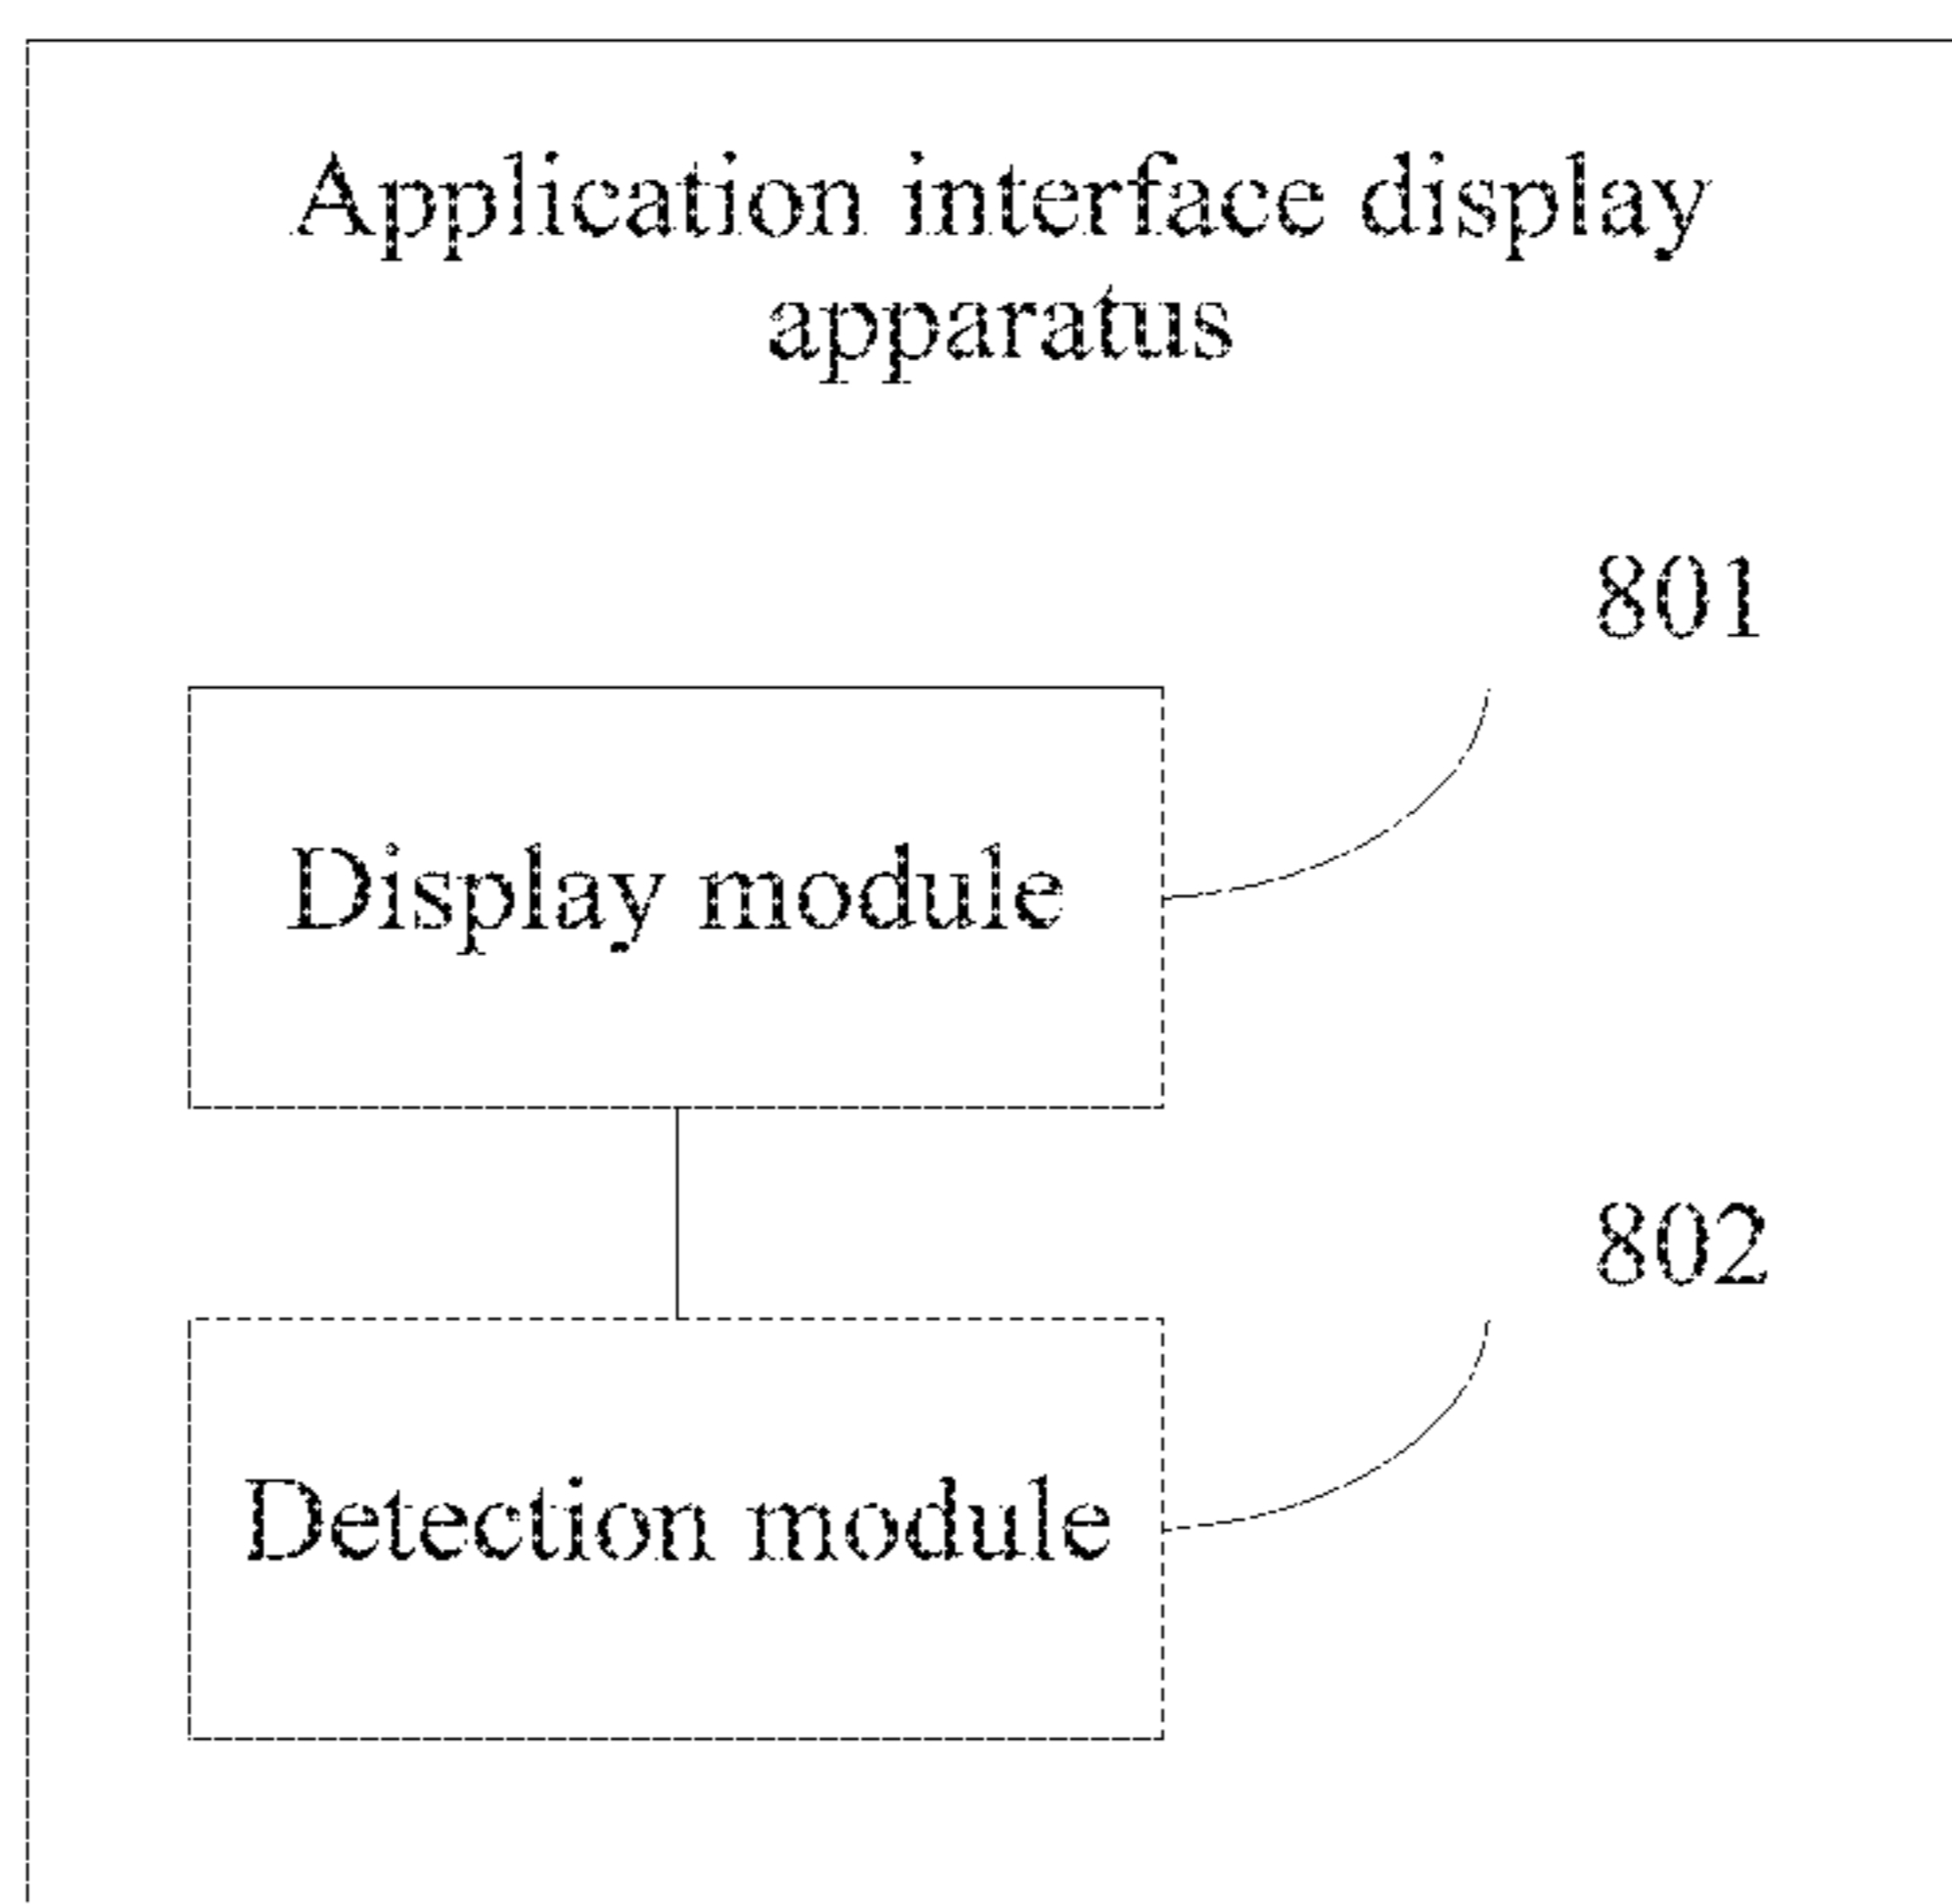 Application interface display
apparatus
801
Display module
802
Detection module